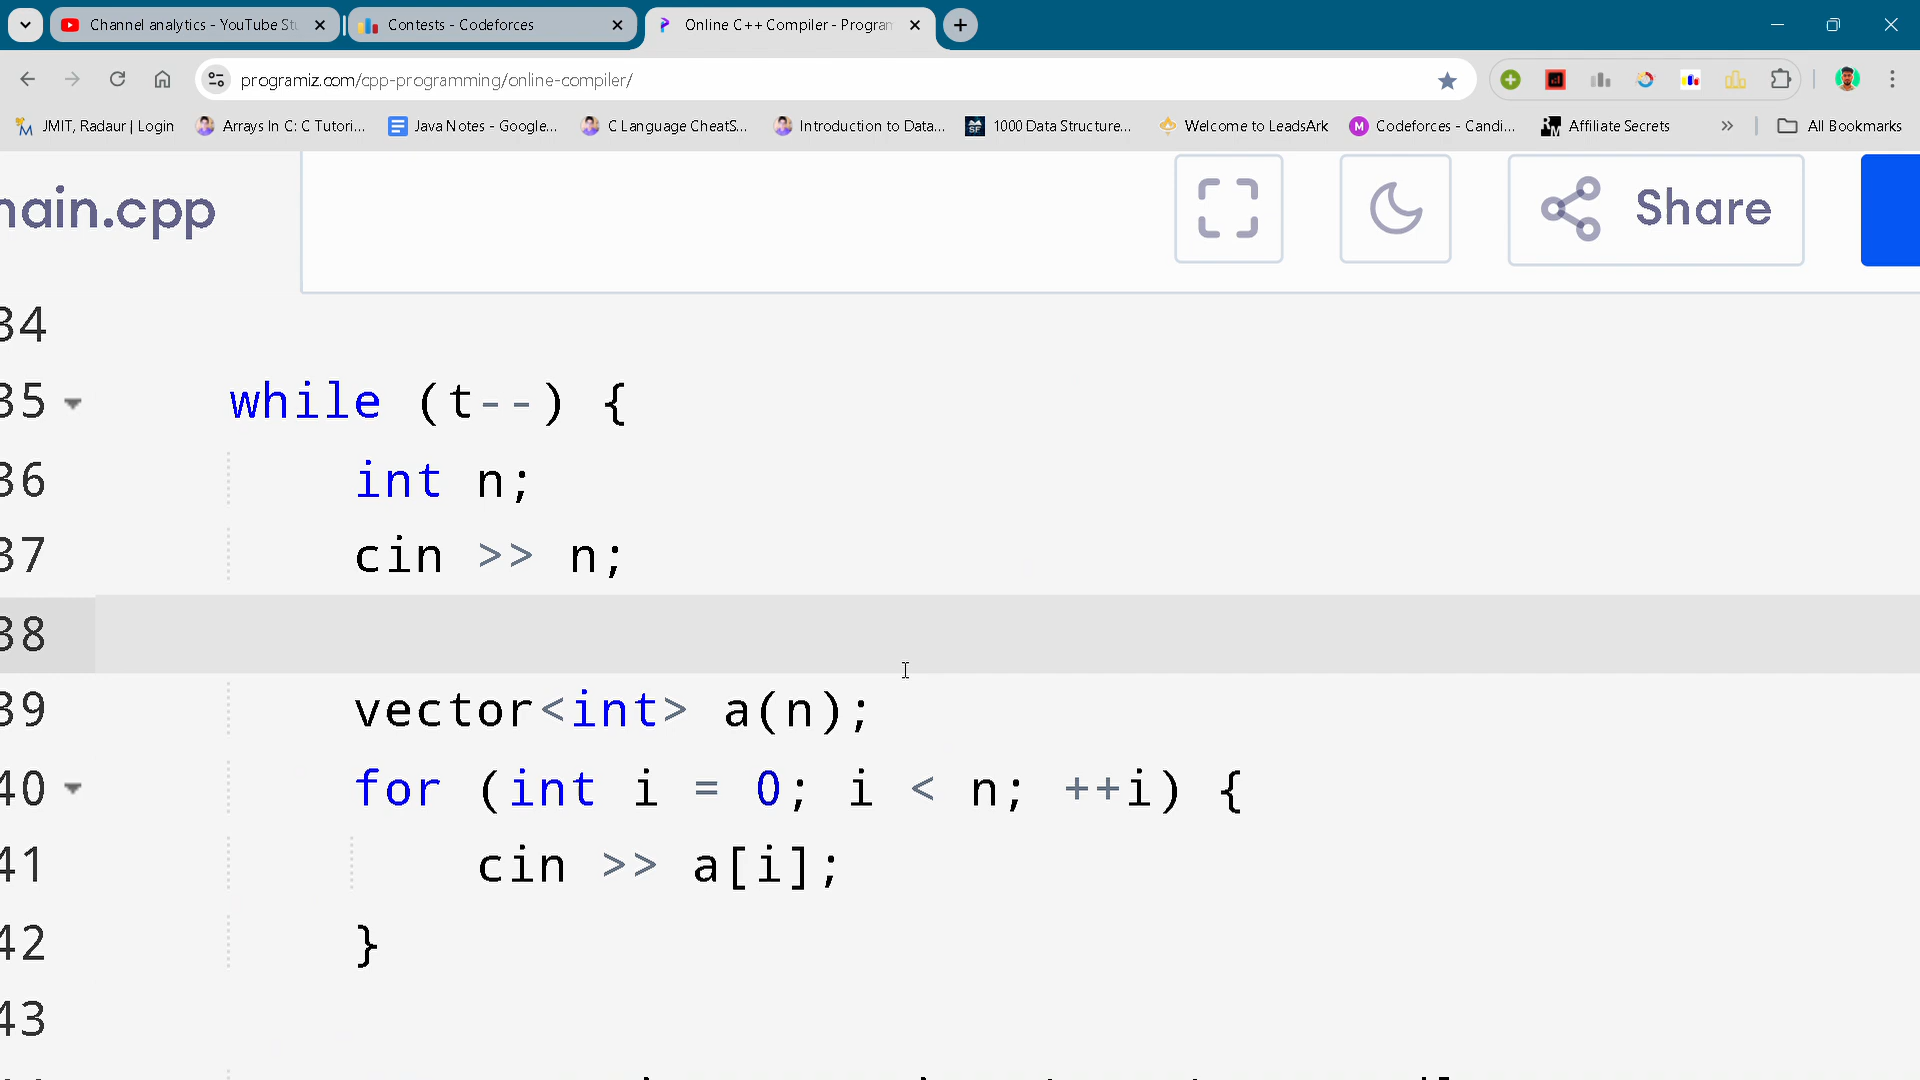 Channel analytics - YouTube St
Contests - Codeforces
Online C++ Compiler - Progran
programiz.com/cpp-programming/online-compiler/
JMIT, Radaur | Login
Arrays In C: C Tutori...
Java Notes - Google...
C Language CheatS...
Introduction to Data...
1000 Data Structure...
Welcome to LeadsArk
Codeforces - Candi...
Affiliate Secrets
All Bookmarks
main.cpp
Share
34
35 while (t--) {
36 int n;
37 cin >> n;
38
39 vector<int> a(n);
40 for (int i = 0; i < n; ++i) {
41 cin >> a[i];
42 }
43